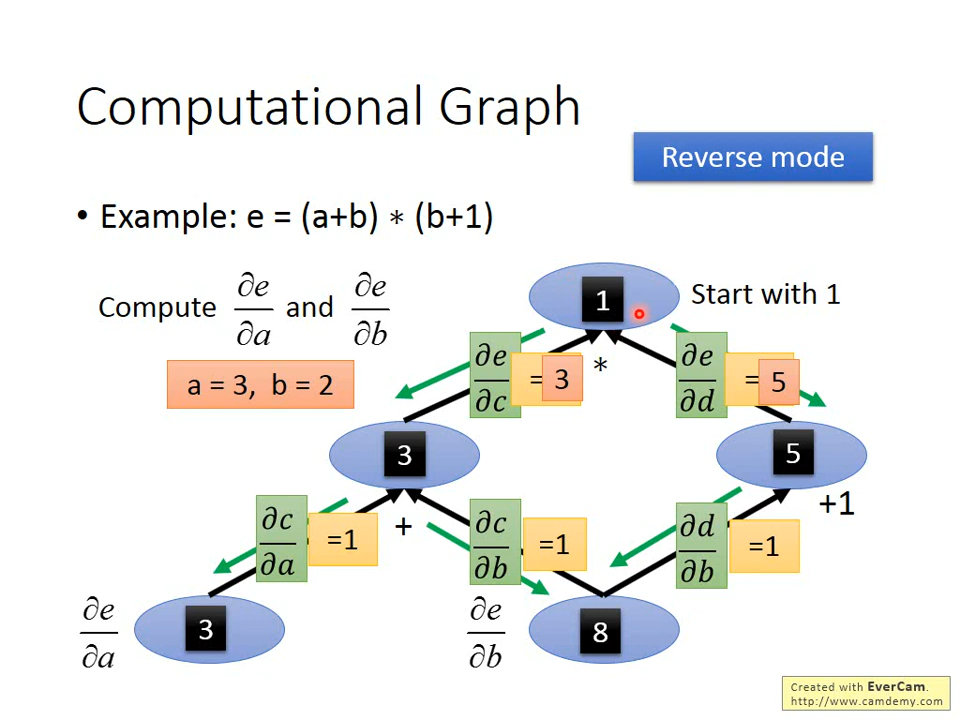 Computational Graph
Reverse mode
• Example: e = (a+b) ∗ (b+1)
Compute ∂e/∂a and ∂e/∂b
a = 3, b = 2
1
Start with 1
∂e/∂c = 3
*
∂e/∂d = 5
3
5
+1
∂c/∂a =1
+
∂c/∂b =1
∂d/∂b =1
∂e/∂a
3
∂e/∂b
8
Created with EverCam.
http://www.camdemy.com